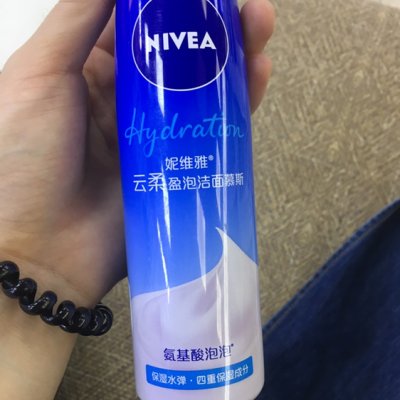 NIVEA
Hydration
妮维雅®
云柔盈泡洁面慕斯
氨基酸泡泡*
保湿水弹·四重保湿成分